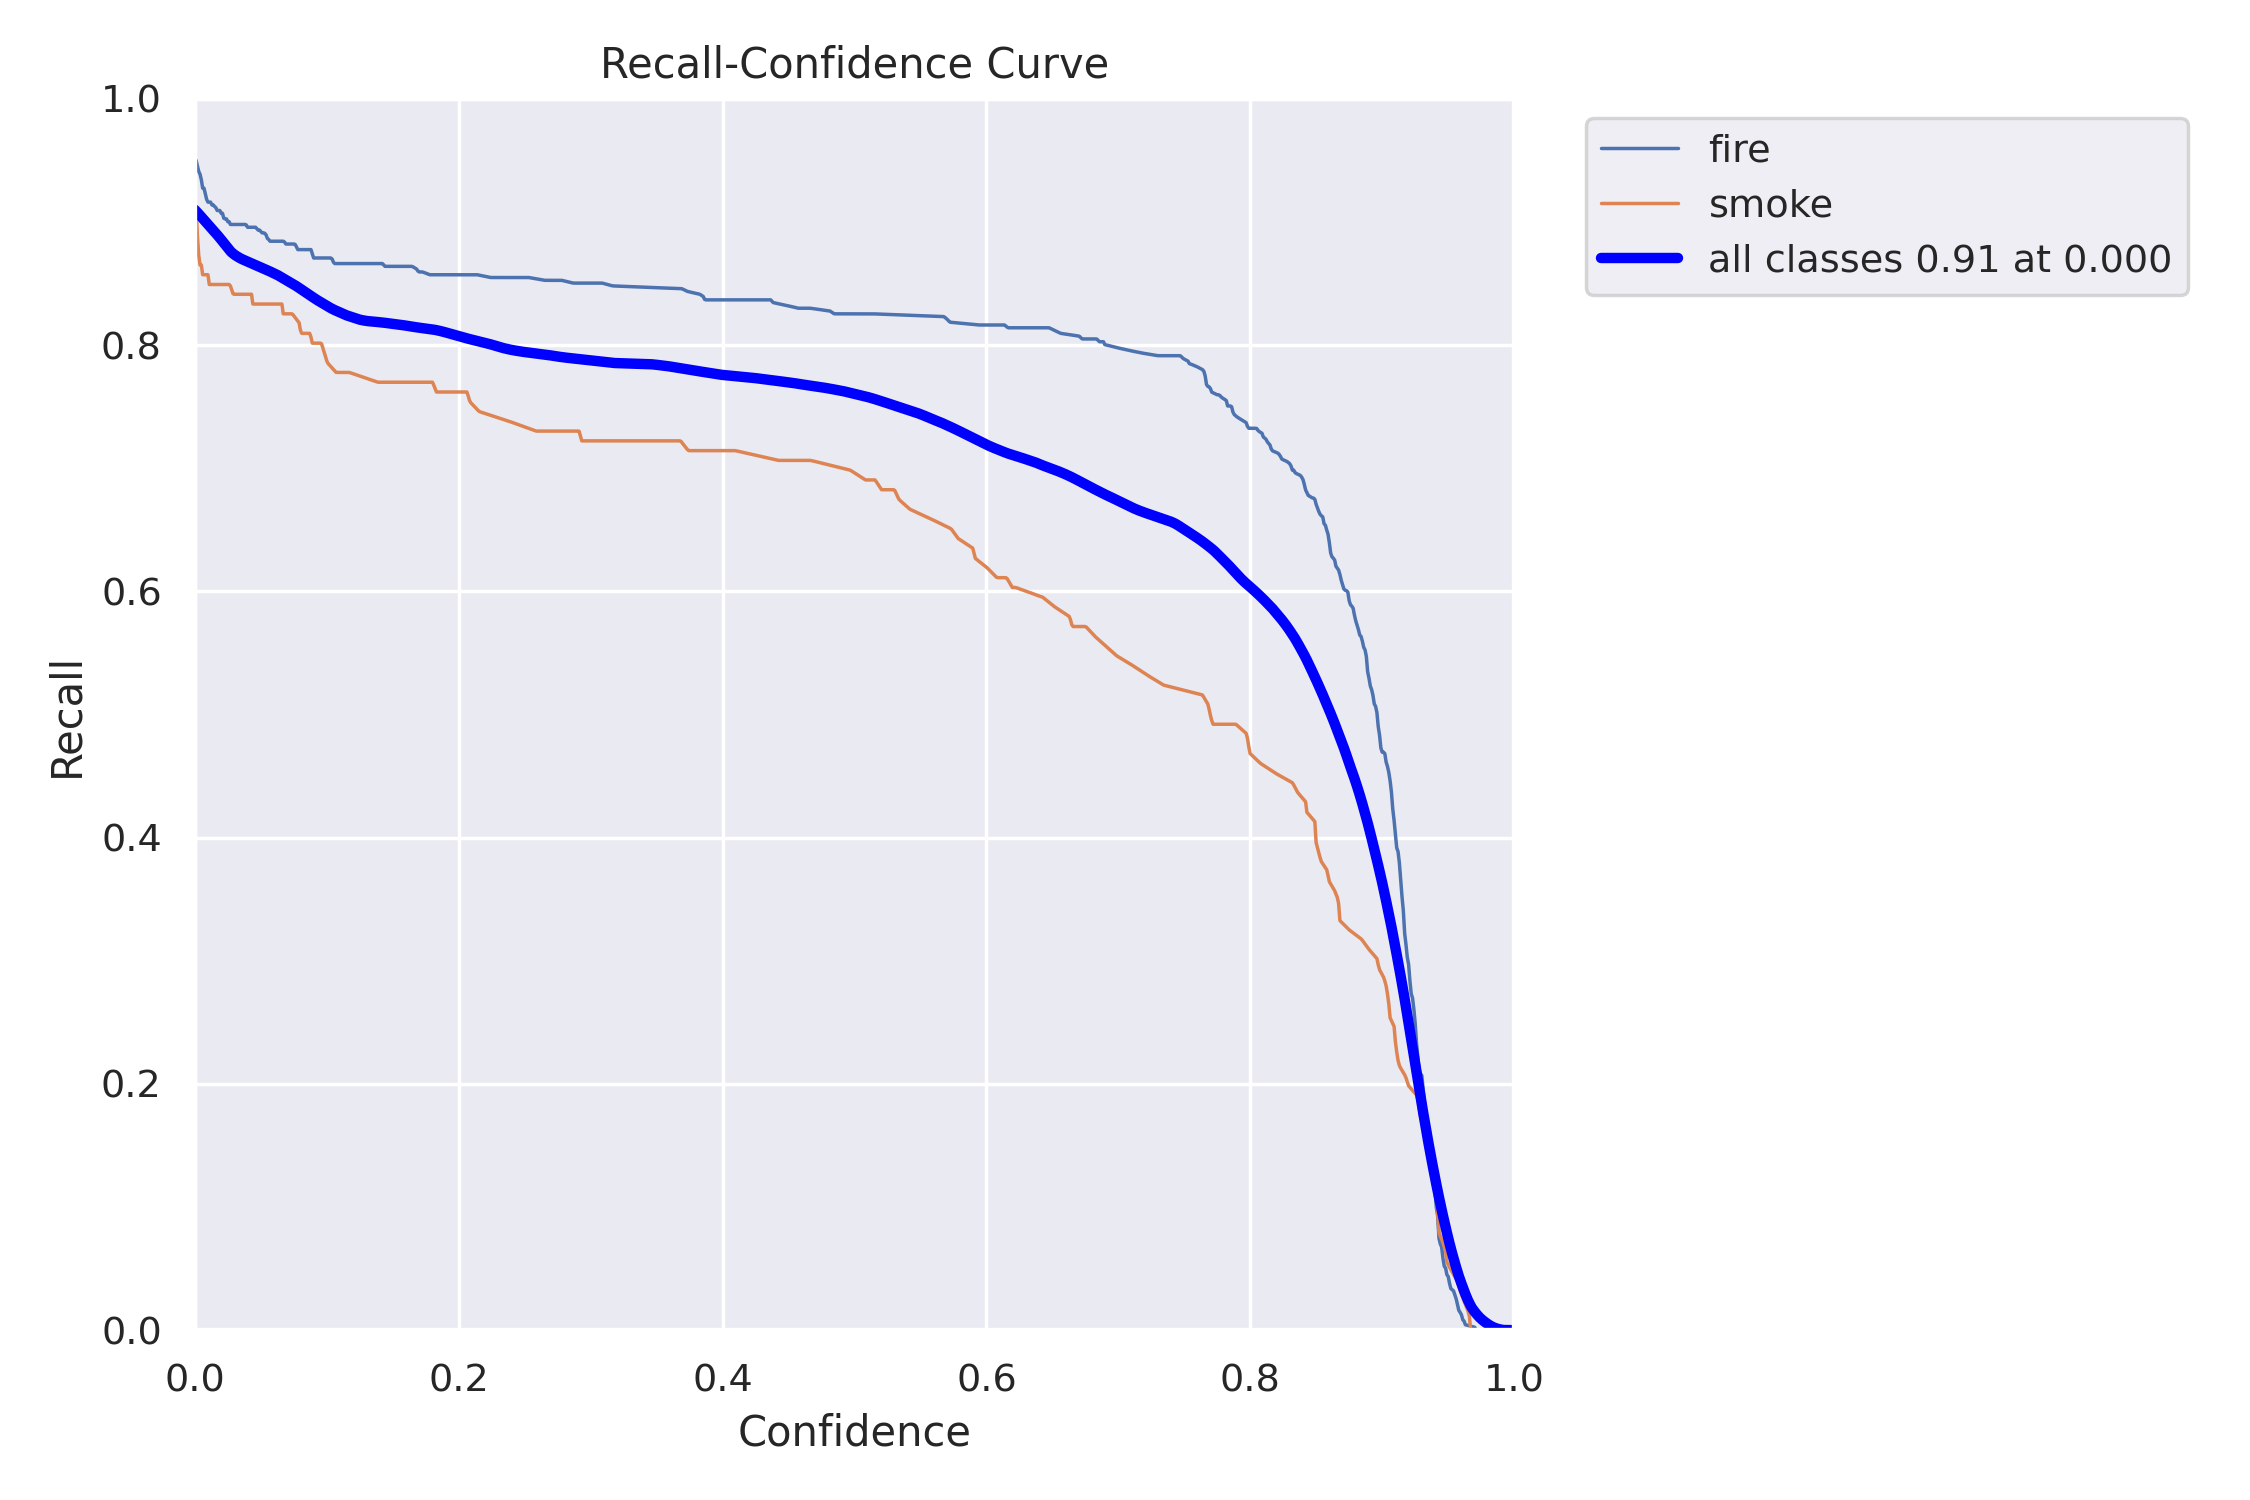 Recall-Confidence Curve
1.0
0.8
0.6
0.4
0.2
0.0
Recall
0.0 0.2 0.4 0.6 0.8 1.0
Confidence
fire
smoke
all classes 0.91 at 0.000